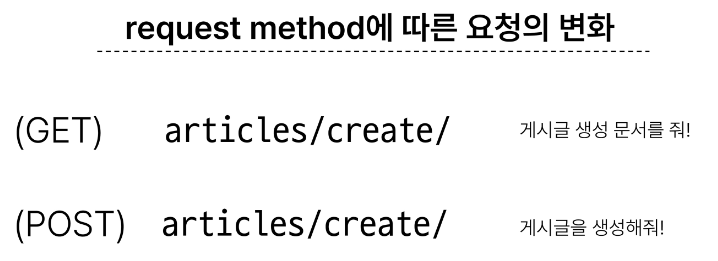 request method에 따른 요청의 변화
(GET) articles/create/ 게시글 생성 문서를 줘!
(POST) articles/create/ 게시글을 생성해줘!